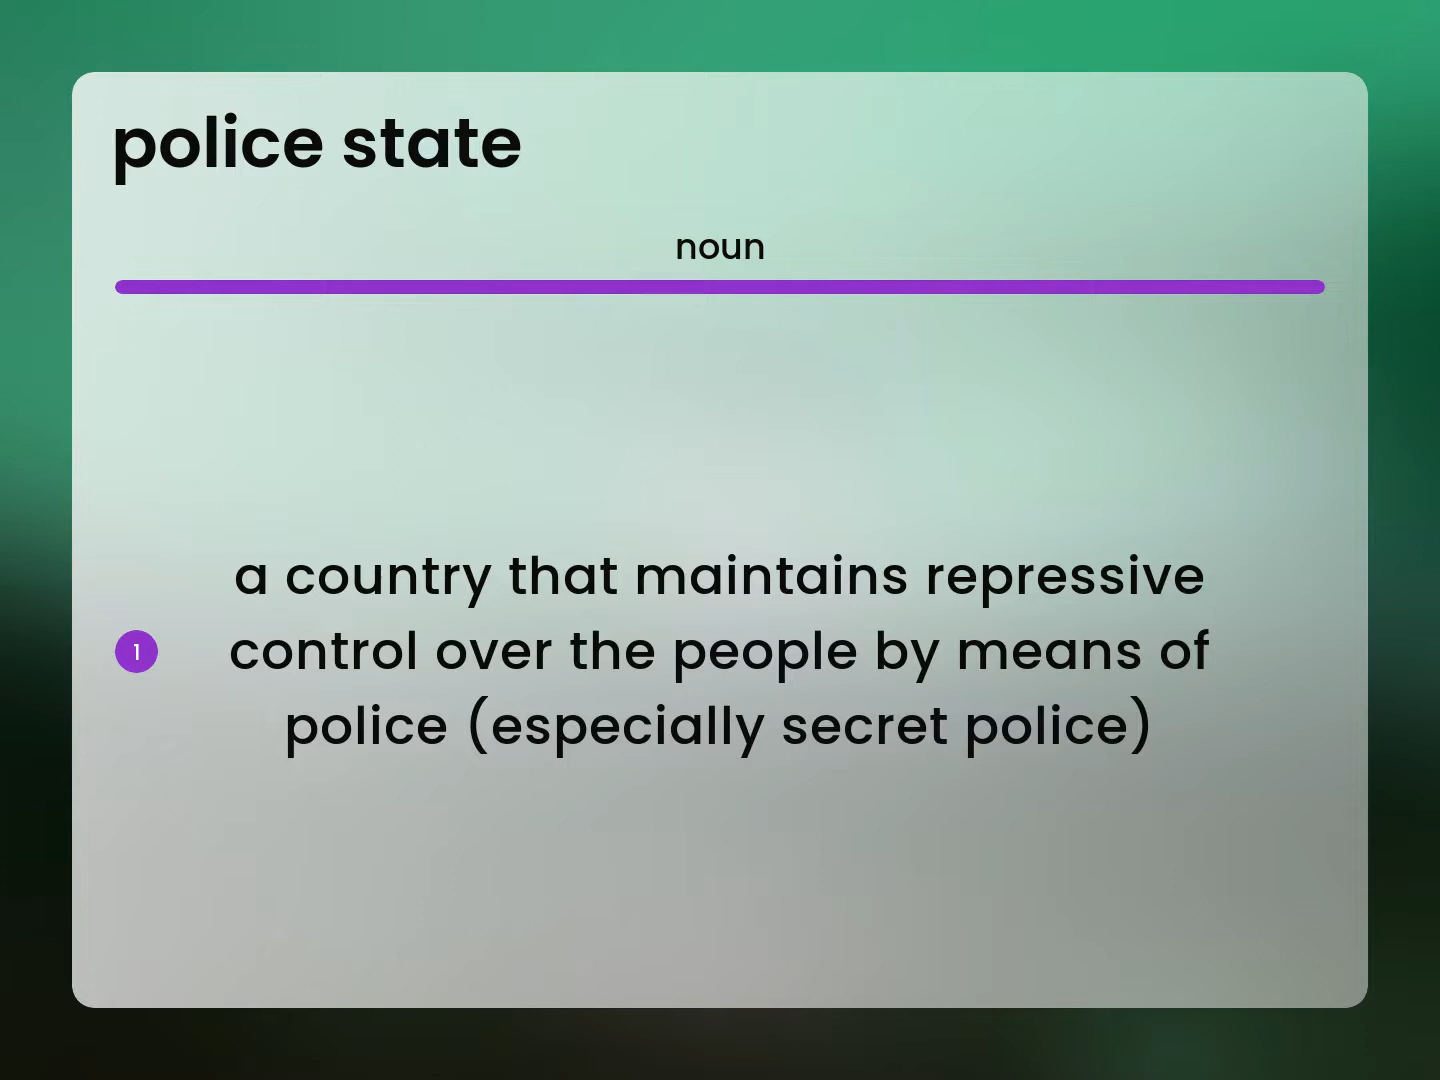 police state
noun
a country that maintains repressive
1 control over the people by means of
police (especially secret police)